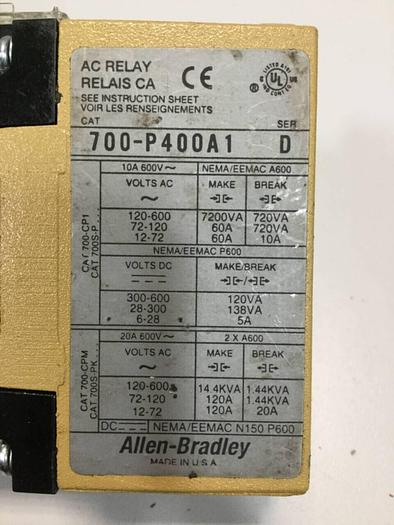 AC RELAY
RELAIS CA
CE
SEE INSTRUCTION SHEET
VOIR LES RENSEIGNEMENTS
CAT SER
700-P400A1 D
10A 600V~ NEMA/EEMAC A600
VOLTS AC MAKE BREAK
120-600 7200VA 720VA
72-120 60A 720VA
12-72 60A 10A
CAT 700-CP1
CAT 700S-P...
NEMA/EEMAC P600
VOLTS DC MAKE/BREAK
300-600 120VA
28-300 138VA
6-28 5A
20A 600V~ 2 X A600
VOLTS AC MAKE BREAK
120-600 14.4KVA 1.44KVA
72-120 120A 1.44KVA
12-72 120A 20A
CAT 700-CPM
CAT 700S-PK...
DC NEMA/EEMAC N150 P600
Allen-Bradley
MADE IN U.S.A.